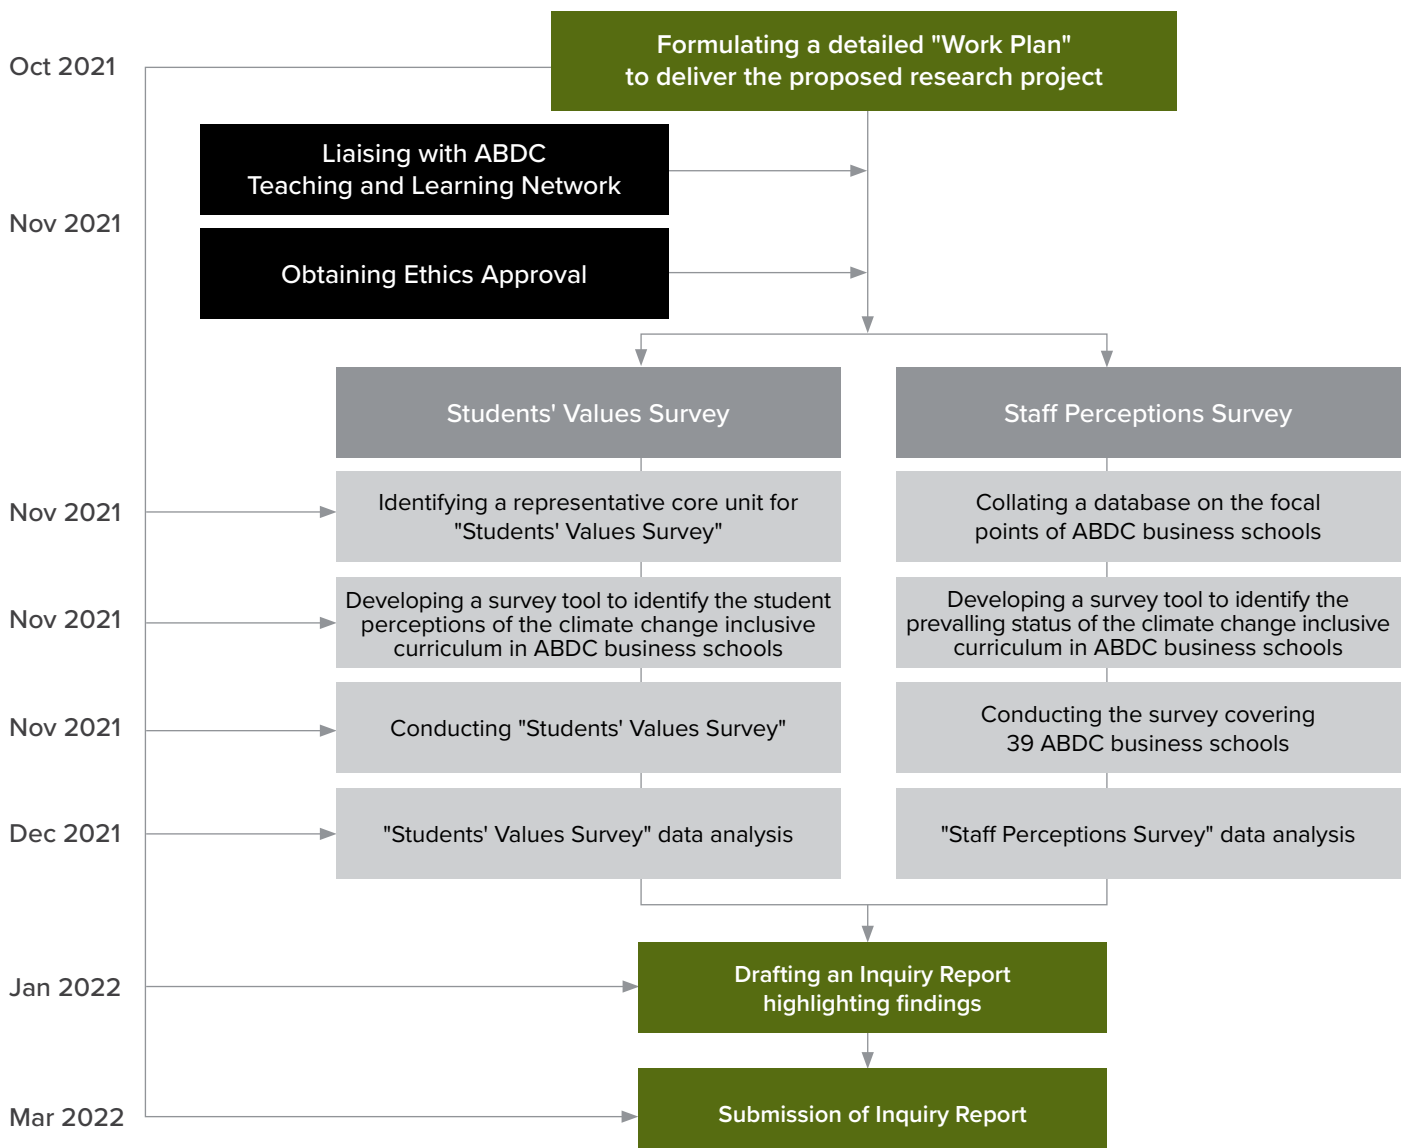 Oct 2021
Formulating a detailed "Work Plan"
to deliver the proposed research project
Liaising with ABDC
Teaching and Learning Network
Nov 2021
Obtaining Ethics Approval
Students' Values Survey
Staff Perceptions Survey
Nov 2021
Identifying a representative core unit for
"Students' Values Survey"
Collating a database on the focal
points of ABDC business schools
Nov 2021
Developing a survey tool to identify the student
perceptions of the climate change inclusive
curriculum in ABDC business schools
Developing a survey tool to identify the
prevalling status of the climate change inclusive
curriculum in ABDC business schools
Nov 2021
Conducting "Students' Values Survey"
Conducting the survey covering
39 ABDC business schools
Dec 2021
"Students' Values Survey" data analysis
"Staff Perceptions Survey" data analysis
Jan 2022
Drafting an Inquiry Report
highlighting findings
Mar 2022
Submission of Inquiry Report